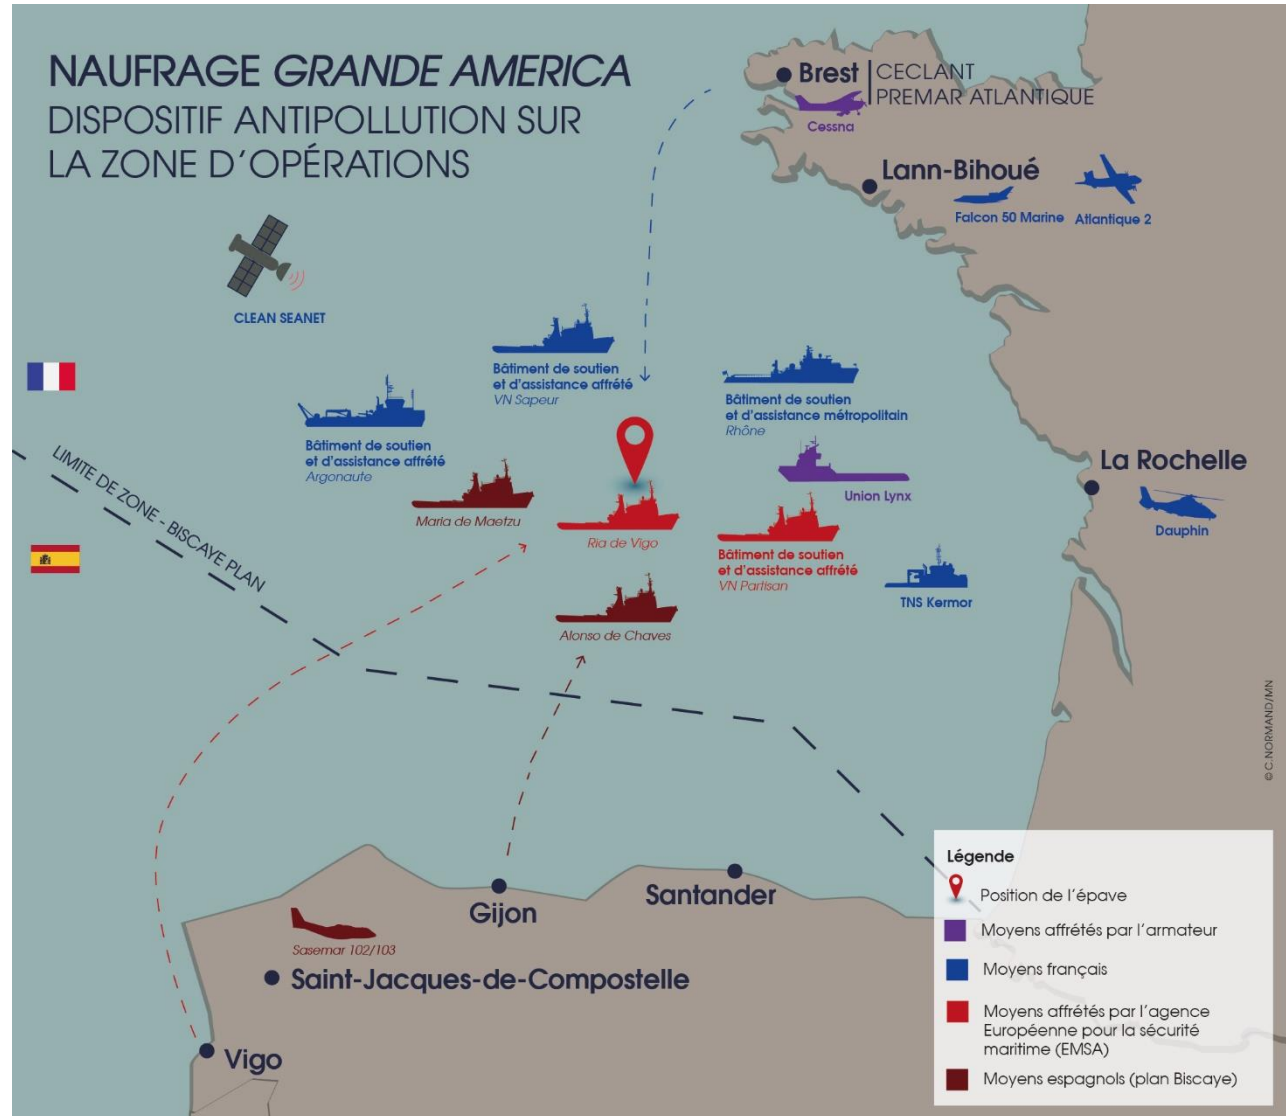 NAUFRAGE GRANDE AMERICA
DISPOSITIF ANTIPOLLUTION SUR
LA ZONE D'OPÉRATIONS
Brest
CECLANT
PREMAR ATLANTIQUE
Cessna
Lann-Bihoué
Falcon 50 Marine
Atlantique 2
CLEAN SEANET
Bâtiment de soutien
et d'assistance affrété
VN Sapeur
Bâtiment de soutien
et d'assistance métropolitain
Rhône
Bâtiment de soutien
et d'assistance affrété
Argonaute
LIMITE DE ZONE - BISCAYE PLAN
La Rochelle
Dauphin
Union Lynx
Maria de Maetzu
Ria de Vigo
Bâtiment de soutien
et d'assistance affrété
VN Partisan
TNS Kermor
Alonso de Chaves
© C.NORMAND/MN
Santander
Gijon
Sasemar 102/103
Saint-Jacques-de-Compostelle
Vigo
Légende
Position de l'épave
Moyens affrétés par l'armateur
Moyens français
Moyens affrétés par l'agence
Européenne pour la sécurité
maritime (EMSA)
Moyens espagnols (plan Biscaye)